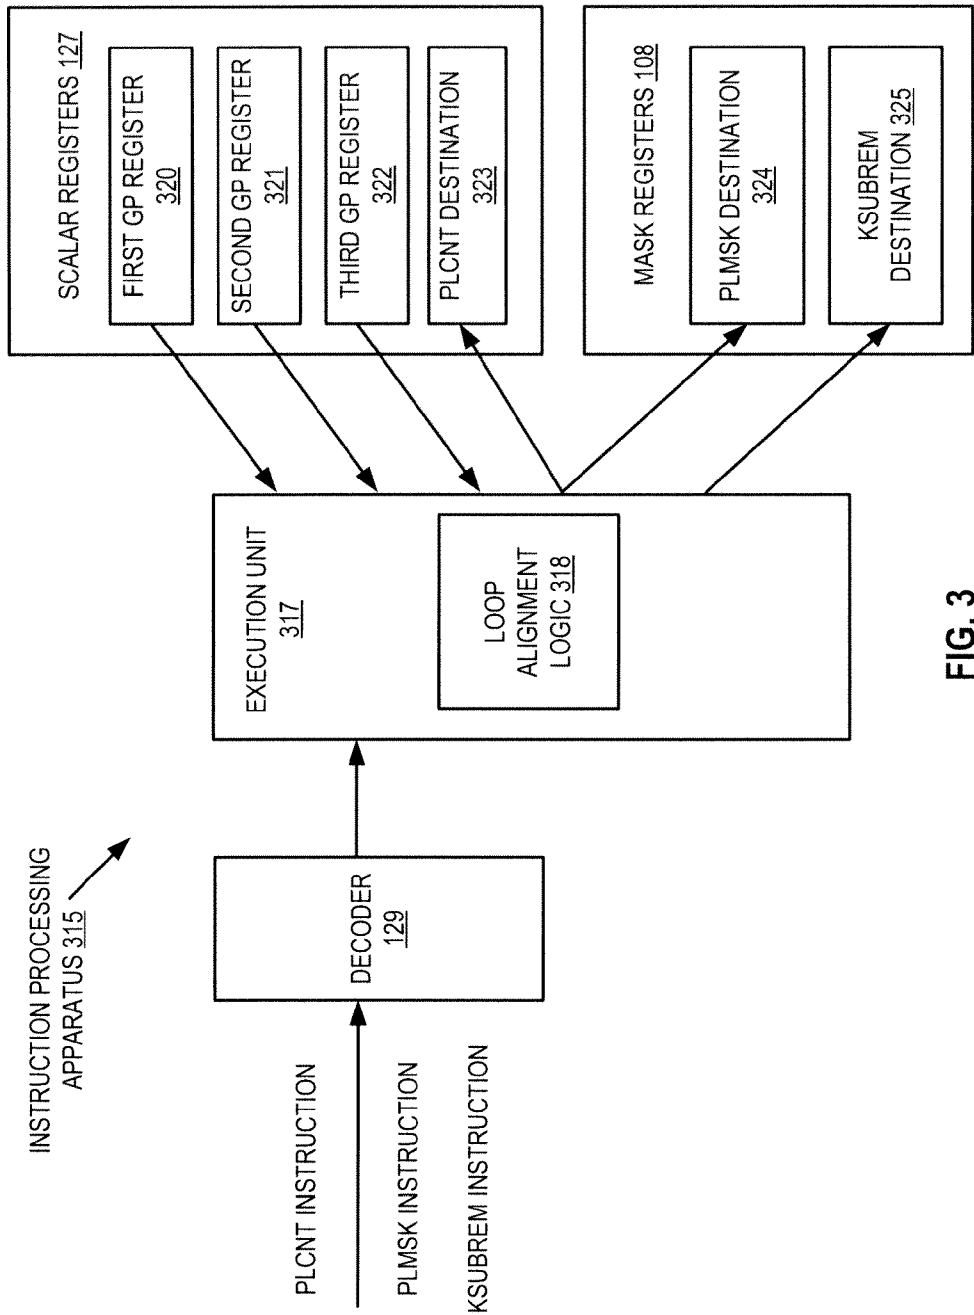 INSTRUCTION PROCESSING
APPARATUS 315
PLCNT INSTRUCTION
PLMSK INSTRUCTION
KSUBREM INSTRUCTION
DECODER
129
EXECUTION UNIT
317
LOOP
ALIGNMENT
LOGIC 318
SCALAR REGISTERS 127
FIRST GP REGISTER
320
SECOND GP REGISTER
321
THIRD GP REGISTER
322
PLCNT DESTINATION
323
MASK REGISTERS 108
PLMSK DESTINATION
324
KSUBREM
DESTINATION 325
FIG. 3